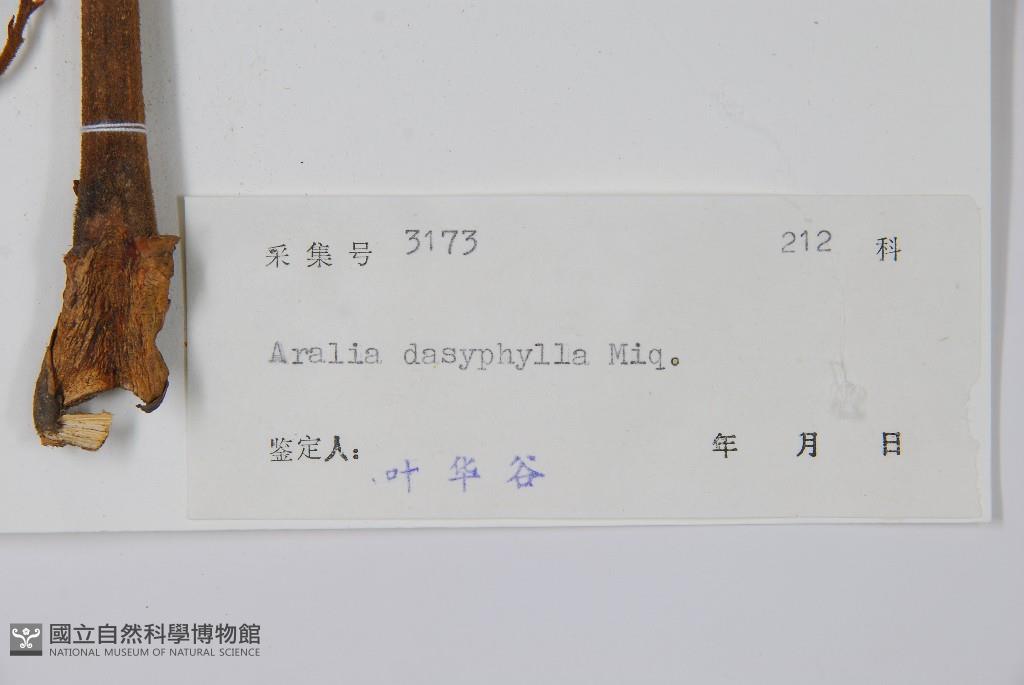 采集号 3173 212 科
Aralia dasyphylla Miq.
鉴定人： 叶华谷 年 月 日
國立自然科學博物館
NATIONAL MUSEUM OF NATURAL SCIENCE